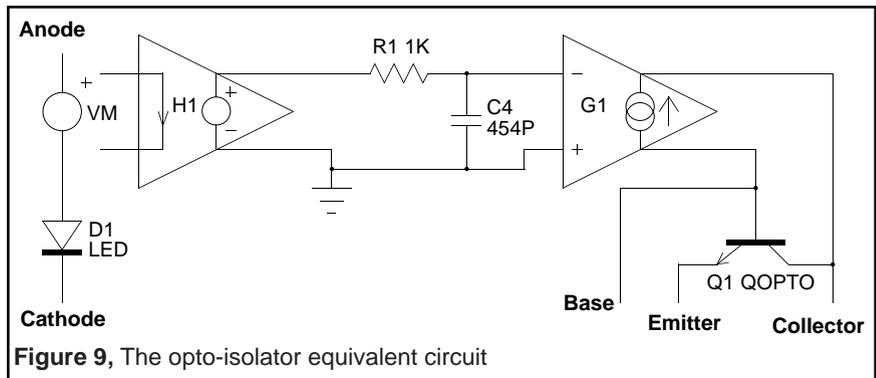 Anode
R1 1K
+
VM
H1
+
−
C4
454P
−
G1
+
D1
LED
Q1 QOPTO
Base
Emitter
Collector
Cathode
Figure 9, The opto-isolator equivalent circuit